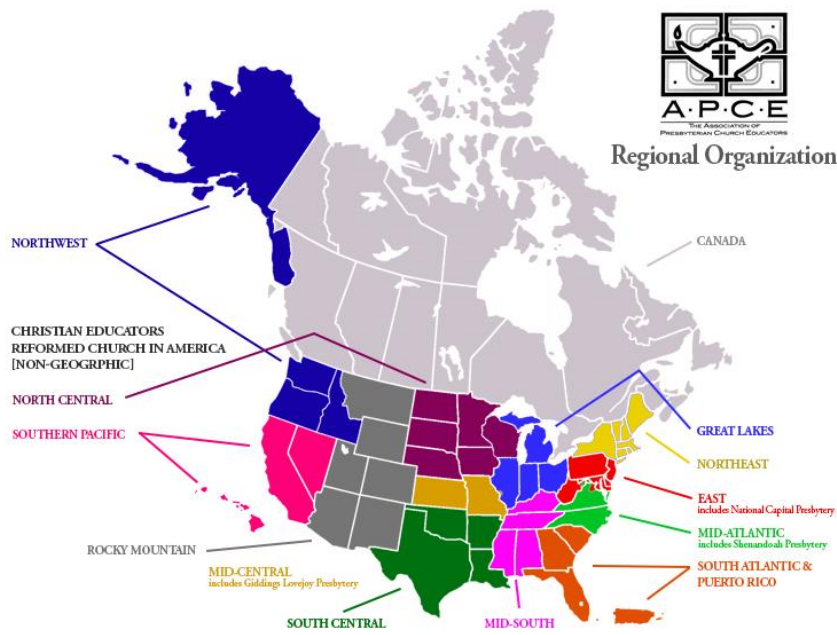 A·P·C·E
THE ASSOCIATION OF
PRESBYTERIAN CHURCH EDUCATORS
Regional Organization
NORTHWEST
CANADA
CHRISTIAN EDUCATORS
REFORMED CHURCH IN AMERICA
[NON-GEOGRPHIC]
NORTH CENTRAL
SOUTHERN PACIFIC
GREAT LAKES
NORTHEAST
EAST
includes National Capital Presbytery
MID-ATLANTIC
includes Shenandoah Presbytery
ROCKY MOUNTAIN
MID-CENTRAL
includes Giddings Lovejoy Presbytery
SOUTH ATLANTIC &
PUERTO RICO
SOUTH CENTRAL
MID-SOUTH